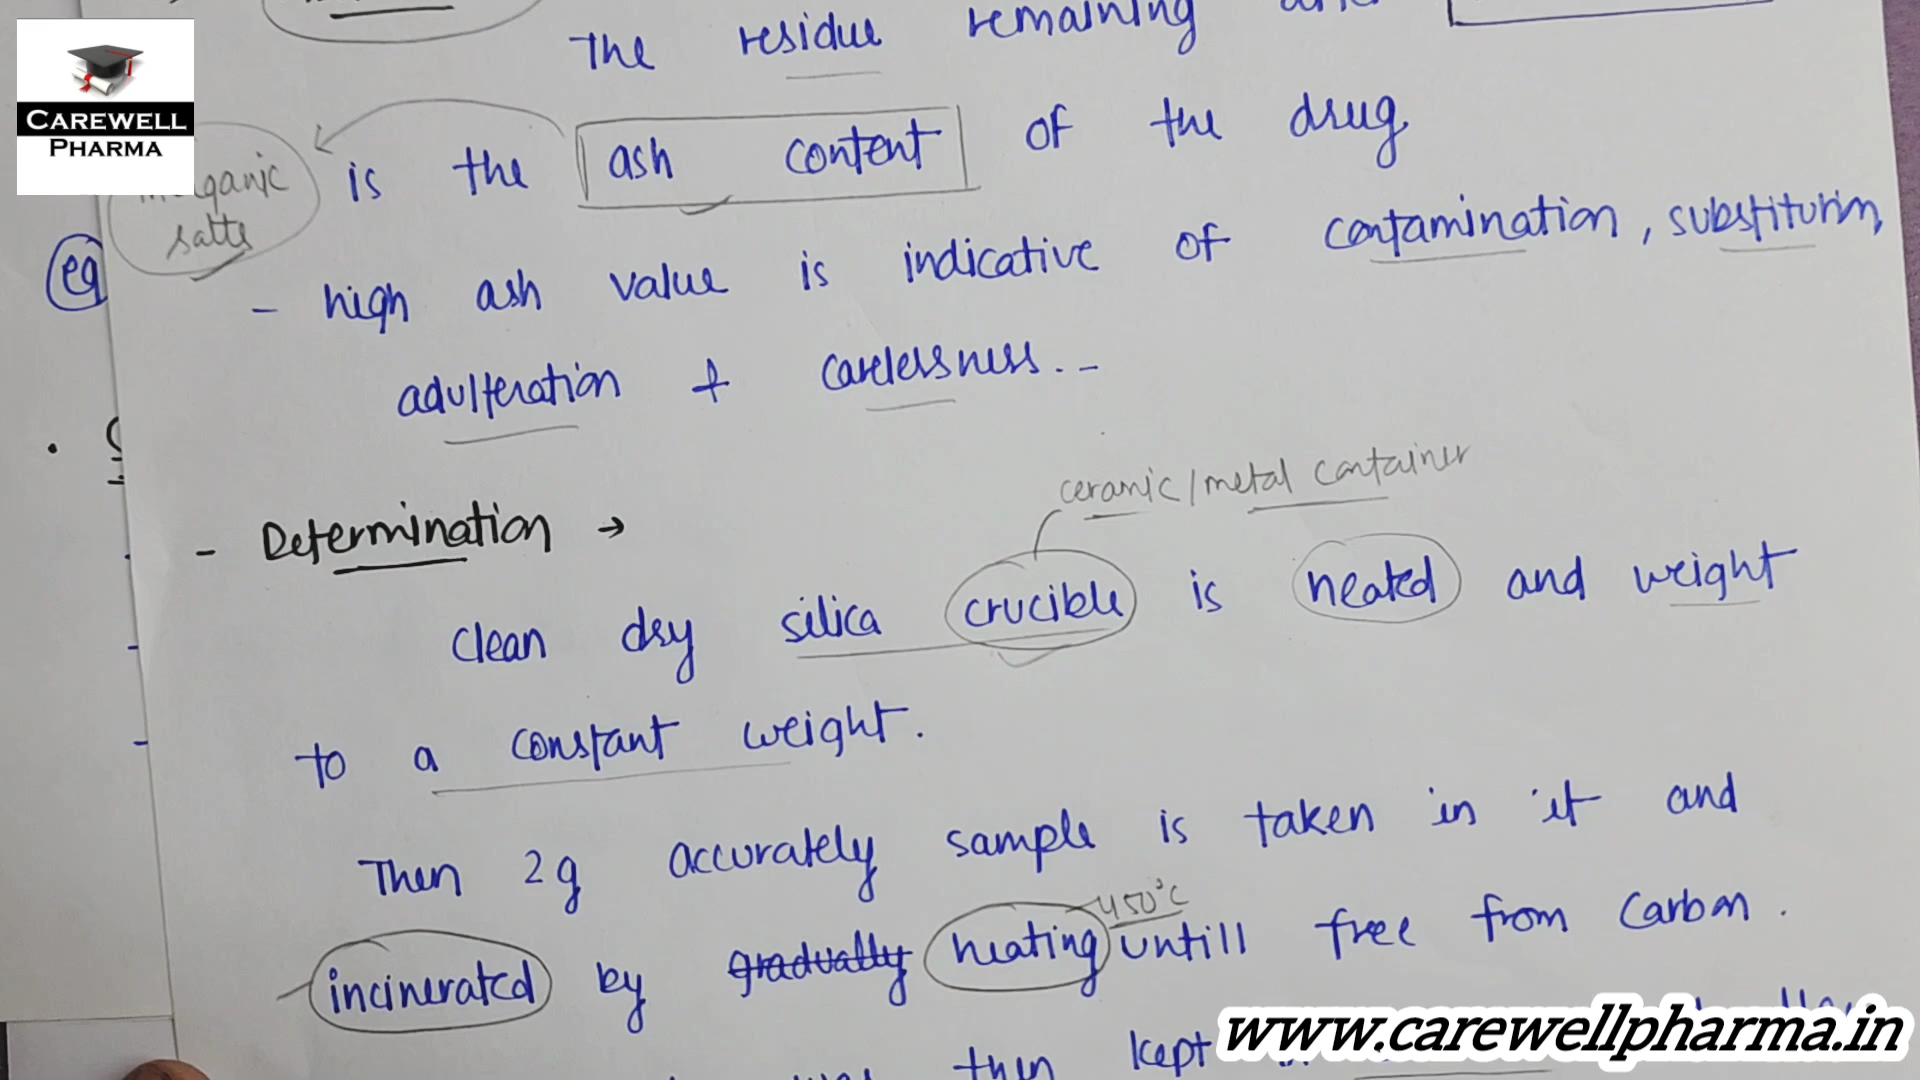 The residue remaining
CAREWELL
PHARMA
is the ash content of the drug
salts
eg
- high ash value is indicative of contamination, substitution,
adulteration + carelessness. -
ceramic/metal container
- Determination →
Clean dry silica crucible is heated and weight
to a constant weight.
Then 2g accurately sample is taken in it and
450°C
incinerated by gradually heating untill free from Carbon.
then kept
www.carewellpharma.in